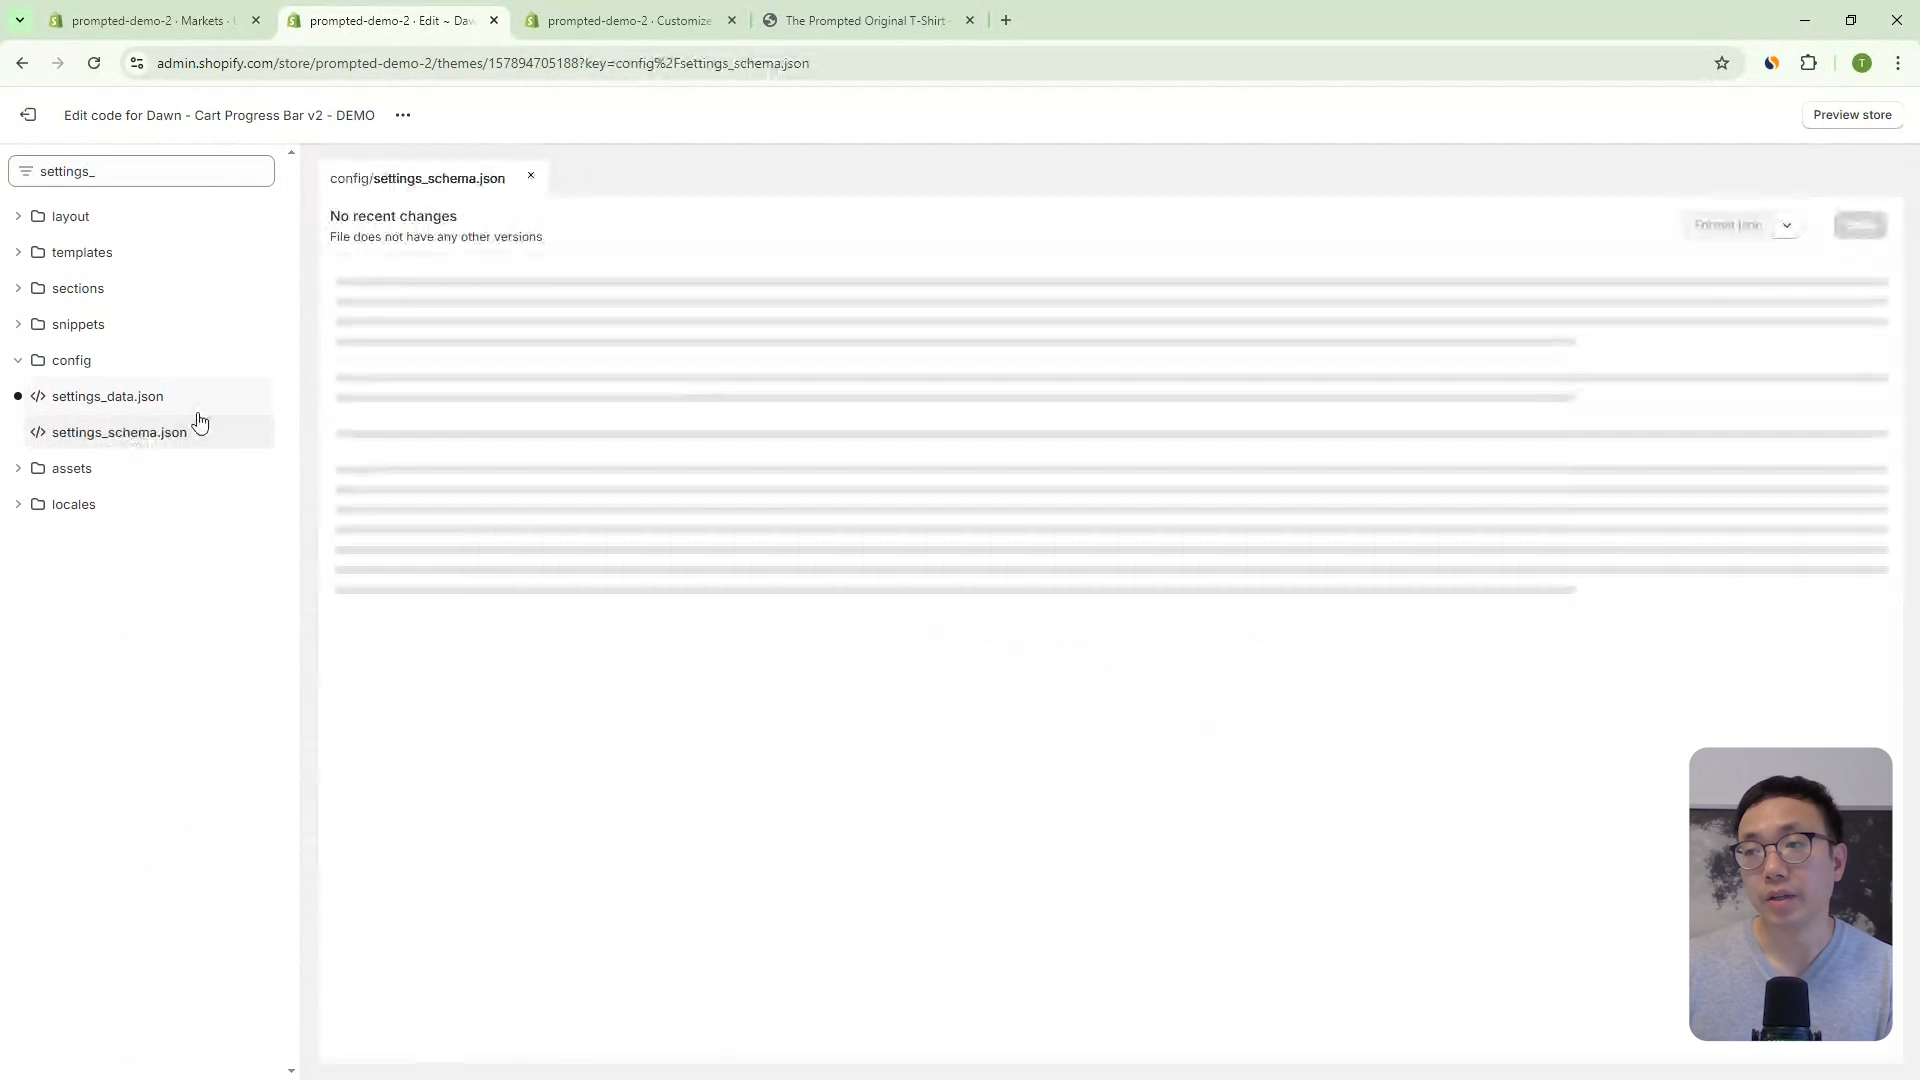 prompted-demo-2 · Markets ·
prompted-demo-2 · Edit ~ Daw
prompted-demo-2 · Customize
The Prompted Original T-Shirt –
admin.shopify.com/store/prompted-demo-2/themes/157894705188?key=config%2Fsettings_schema.json
T
Edit code for Dawn - Cart Progress Bar v2 - DEMO
Preview store
settings_
config/settings_schema.json
layout
No recent changes
File does not have any other versions
Format json
templates
sections
snippets
config
settings_data.json
settings_schema.json
assets
locales